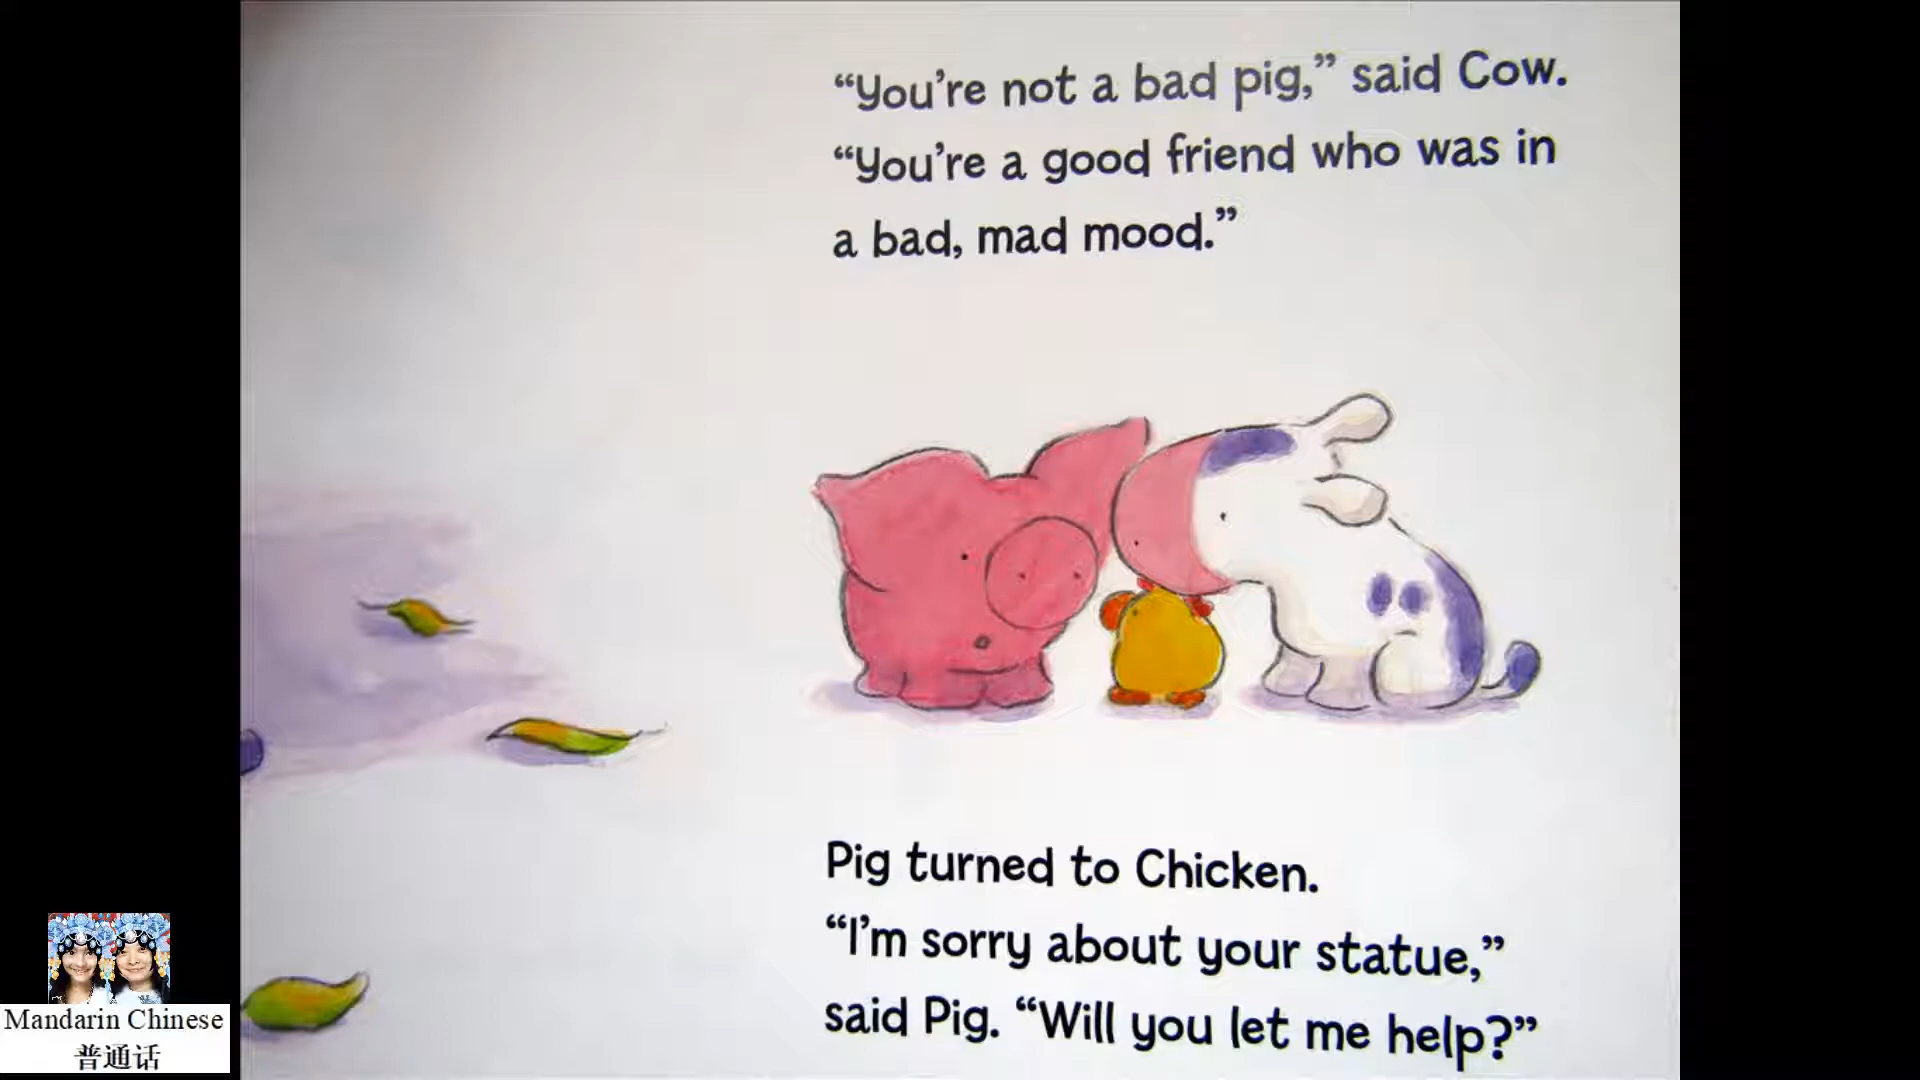 “You’re not a bad pig,” said Cow.
“You’re a good friend who was in
a bad, mad mood.”
Pig turned to Chicken.
“I’m sorry about your statue,”
said Pig. “Will you let me help?”
Mandarin Chinese
普通话